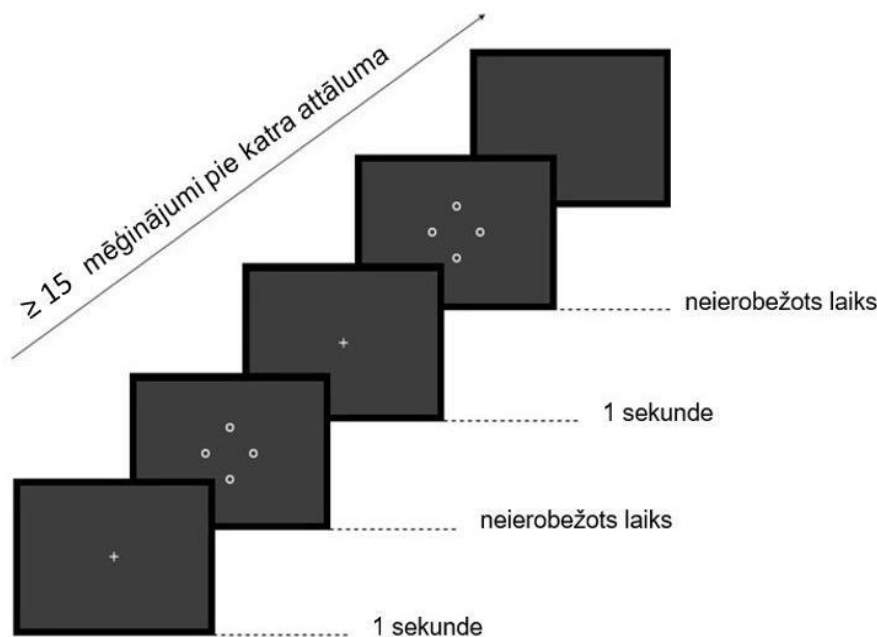 ≥ 15 mēģinājumi pie katra attāluma
neierobežots laiks
1 sekunde
neierobežots laiks
1 sekunde